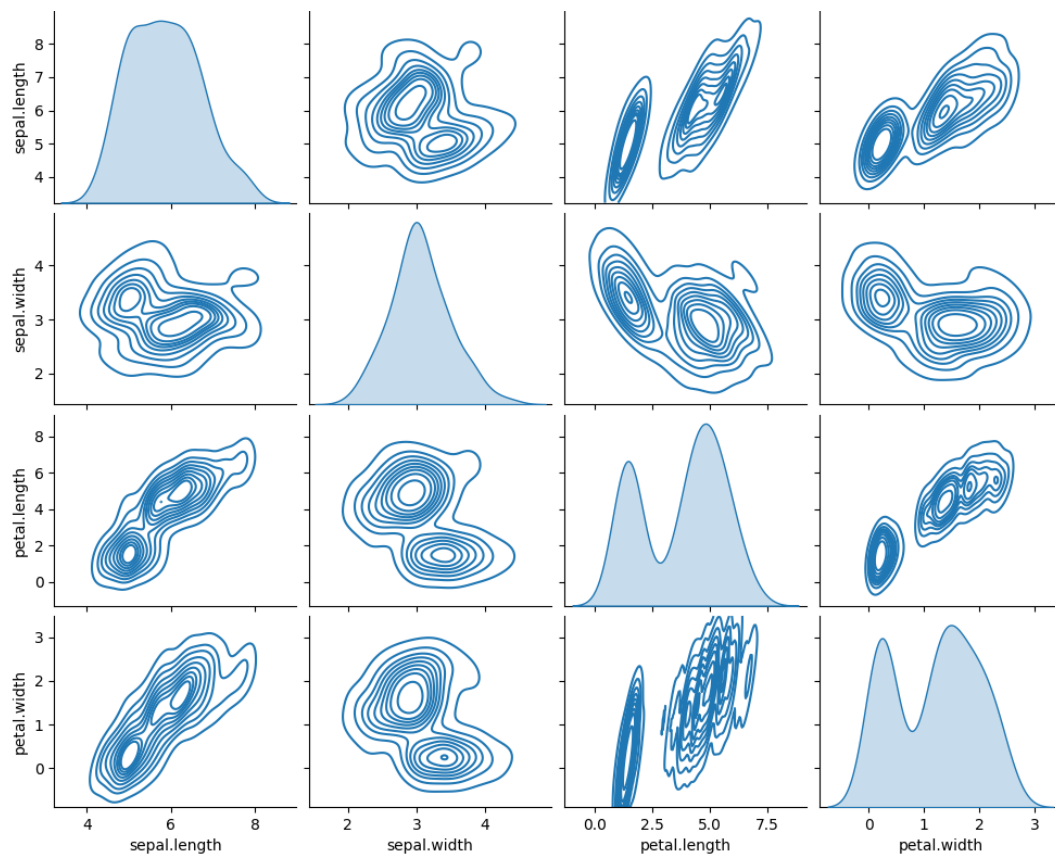 sepal.length
8
7
6
5
4
sepal.width
4
3
2
petal.length
8
6
4
2
0
petal.width
3
2
1
0
4 6 8 2 3 4 0.0 2.5 5.0 7.5 0 1 2 3
sepal.length sepal.width petal.length petal.width